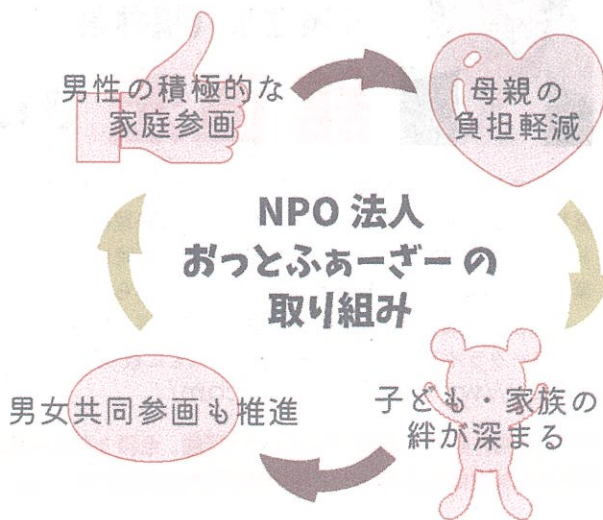 男性の積極的な
家庭参画
母親の
負担軽減
NPO 法人
おっとふぁーざーの
取り組み
男女共同参画も推進
子ども・家族の
絆が深まる